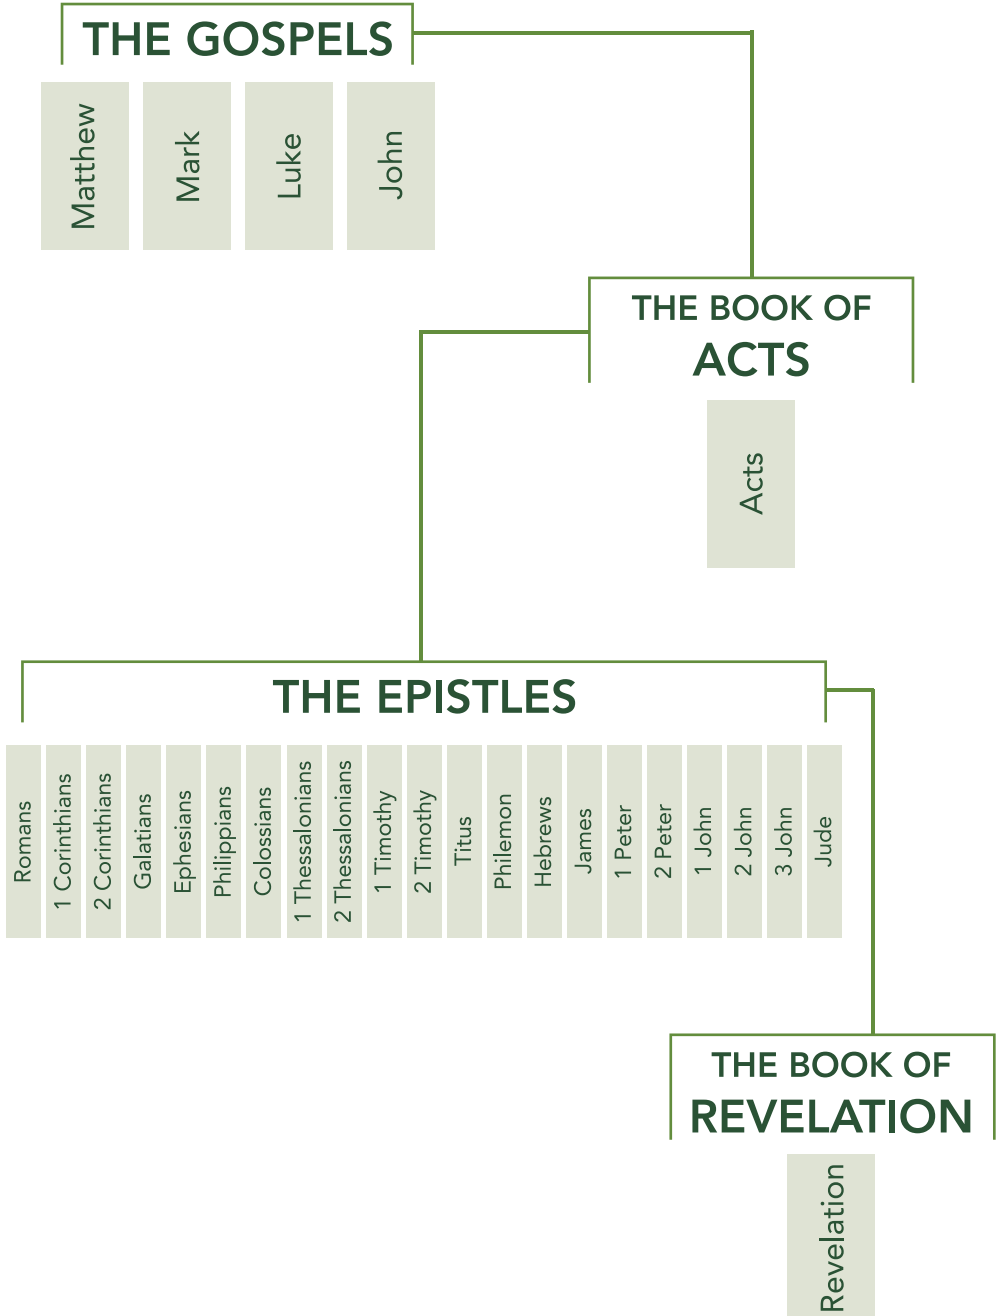 THE GOSPELS
Matthew
Mark
Luke
John
THE BOOK OF
ACTS
Acts
THE EPISTLES
Romans
1 Corinthians
2 Corinthians
Galatians
Ephesians
Philippians
Colossians
1 Thessalonians
2 Thessalonians
1 Timothy
2 Timothy
Titus
Philemon
Hebrews
James
1 Peter
2 Peter
1 John
2 John
3 John
Jude
THE BOOK OF
REVELATION
Revelation